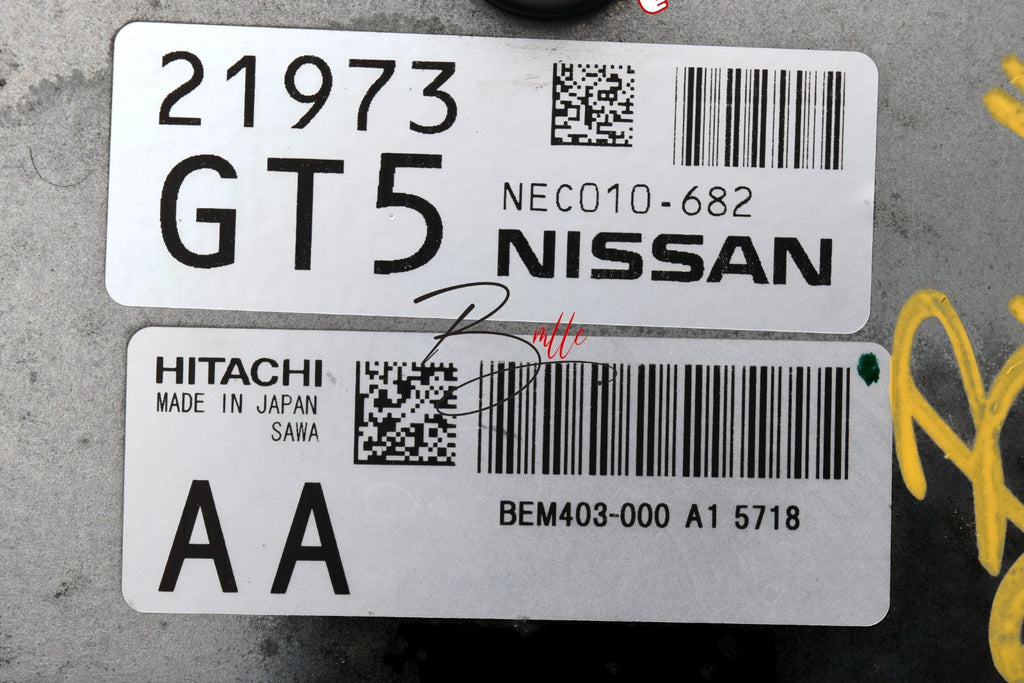 21973
GT5
NEC010-682
NISSAN
HITACHI
MADE IN JAPAN
SAWA
AA
BEM403-000 A1 5718